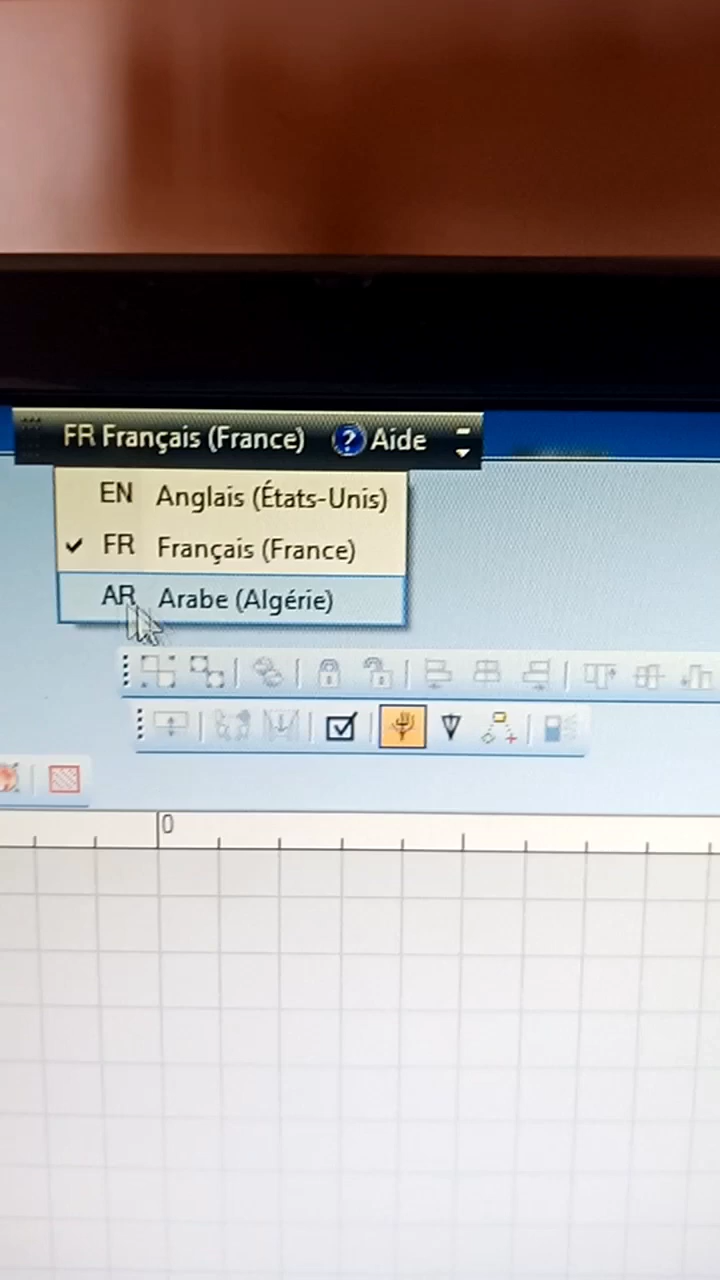 FR Français (France) ? Aide
EN Anglais (États-Unis)
FR Français (France)
AR Arabe (Algérie)
0